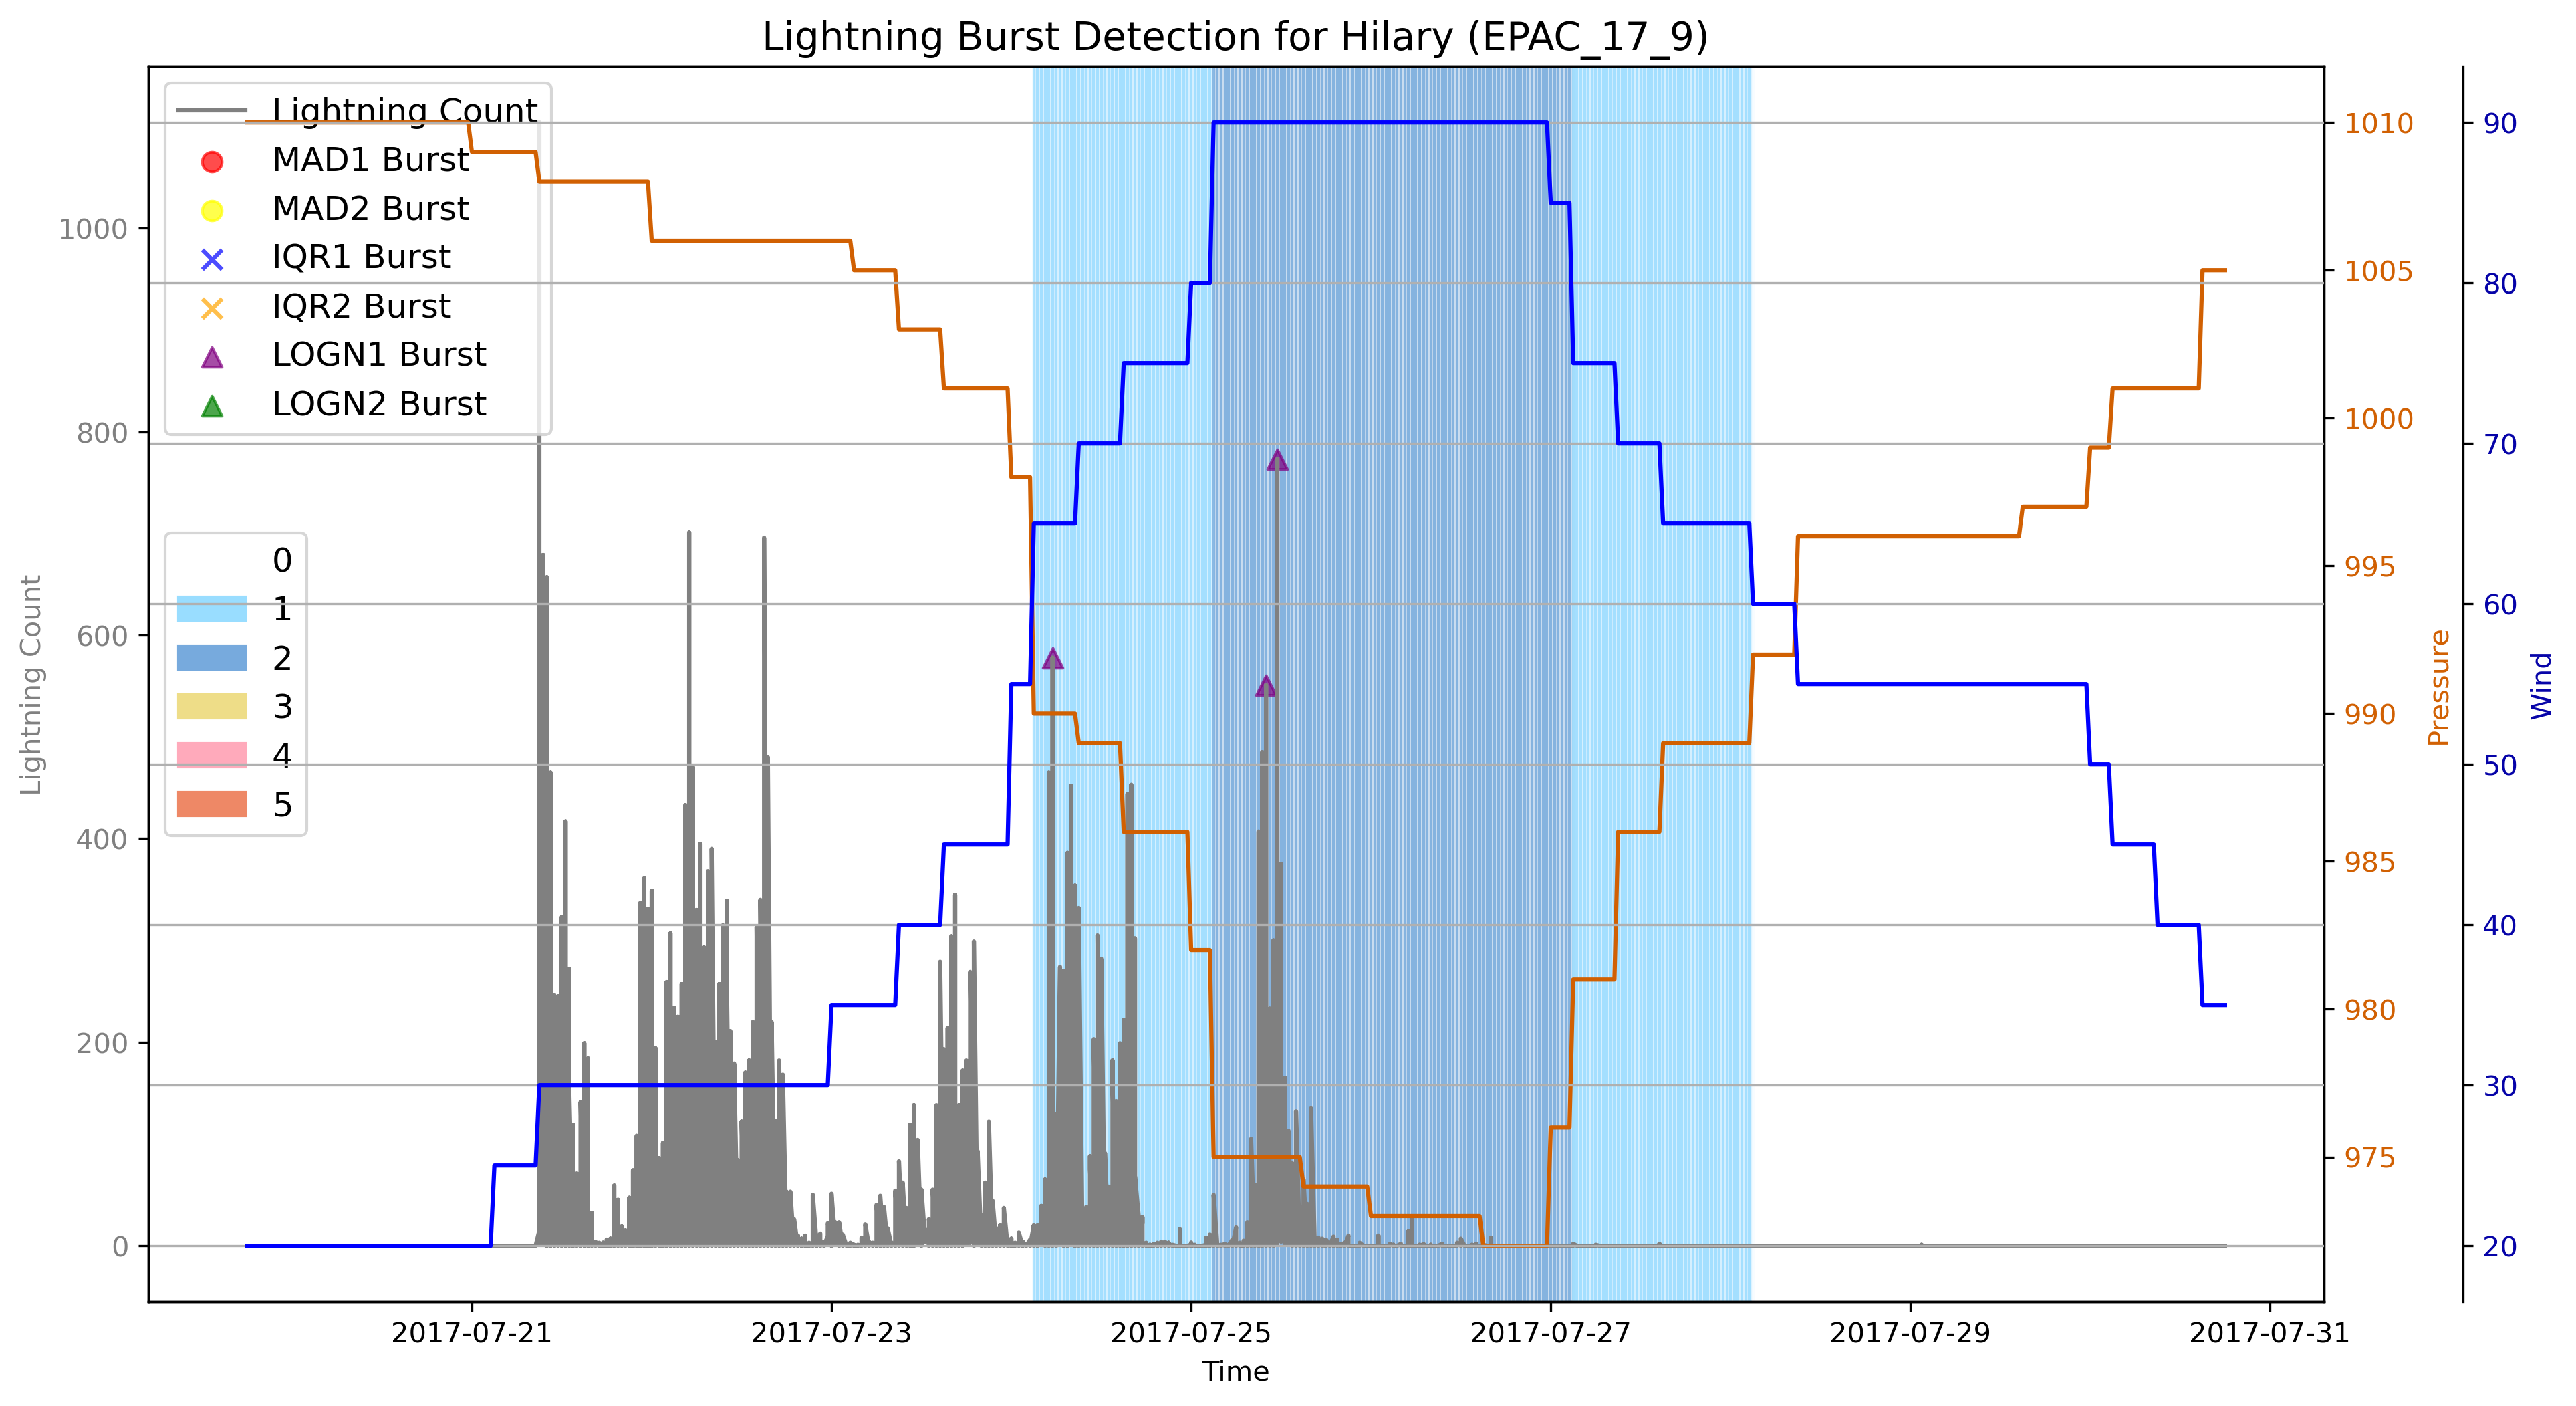 Lightning Burst Detection for Hilary (EPAC_17_9)
Lightning Count
MAD1 Burst
MAD2 Burst
IQR1 Burst
IQR2 Burst
LOGN1 Burst
LOGN2 Burst
0
1
2
3
4
5
Lightning Count
1000
800
600
400
200
0
1010
1005
1000
995
990
985
980
975
Pressure
90
80
70
60
50
40
30
20
Wind
2017-07-21
2017-07-23
2017-07-25
2017-07-27
2017-07-29
2017-07-31
Time